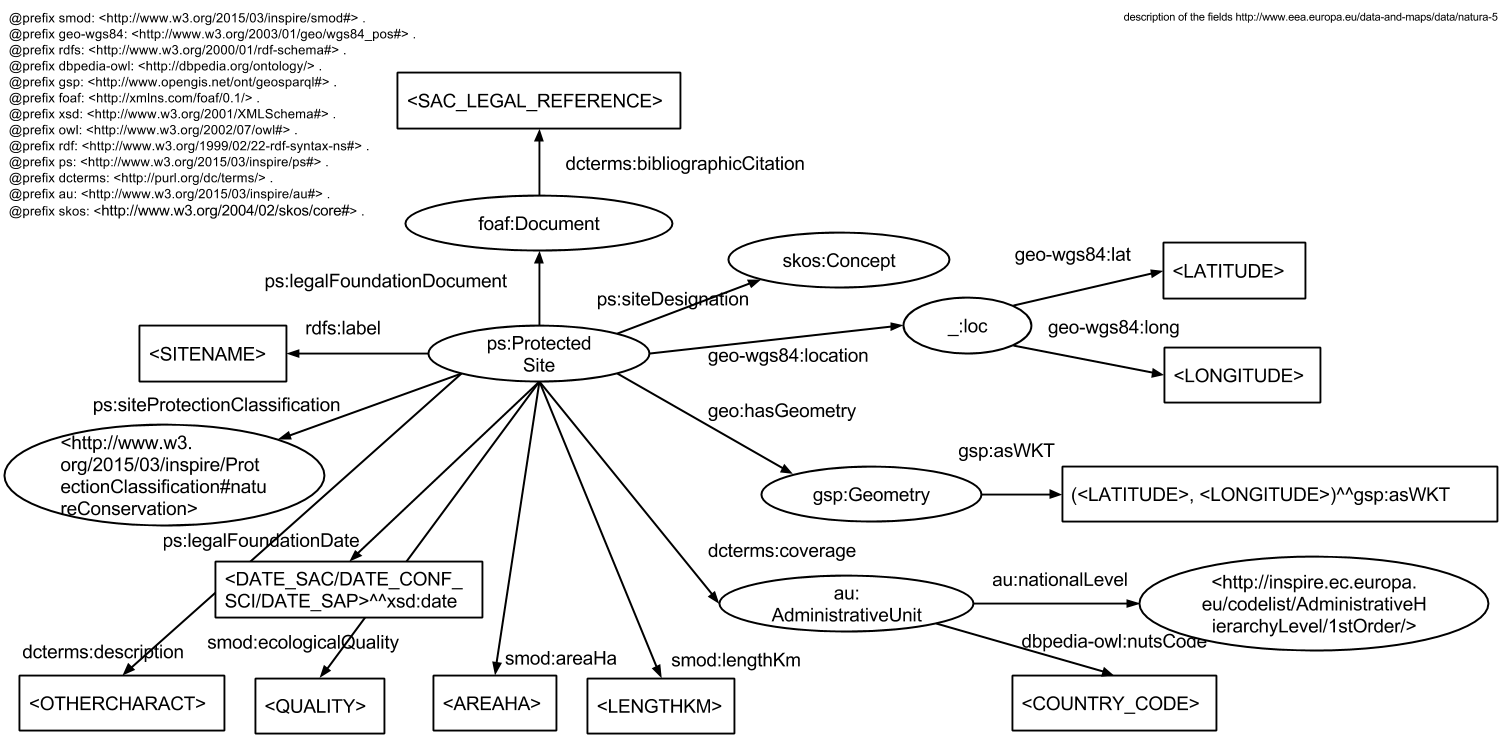 @prefix smod: <http://www.w3.org/2015/03/inspire/smod#> .
@prefix geo-wgs84: <http://www.w3.org/2003/01/geo/wgs84_pos#> .
@prefix rdfs: <http://www.w3.org/2000/01/rdf-schema#> .
@prefix dbpedia-owl: <http://dbpedia.org/ontology/> .
@prefix gsp: <http://www.opengis.net/ont/geosparql#> .
@prefix foaf: <http://xmlns.com/foaf/0.1/> .
@prefix xsd: <http://www.w3.org/2001/XMLSchema#> .
@prefix owl: <http://www.w3.org/2002/07/owl#> .
@prefix rdf: <http://www.w3.org/1999/02/22-rdf-syntax-ns#> .
@prefix ps: <http://www.w3.org/2015/03/inspire/ps#> .
@prefix dcterms: <http://purl.org/dc/terms/> .
@prefix au: <http://www.w3.org/2015/03/inspire/au#> .
@prefix skos: <http://www.w3.org/2004/02/skos/core#> .
description of the fields http://www.eea.europa.eu/data-and-maps/data/natura-5
<SAC_LEGAL_REFERENCE>
dcterms:bibliographicCitation
foaf:Document
ps:legalFoundationDocument
skos:Concept
ps:siteDesignation
geo-wgs84:lat
<LATITUDE>
_:loc
geo-wgs84:long
<LONGITUDE>
geo-wgs84:location
rdfs:label
<SITENAME>
ps:Protected
Site
ps:siteProtectionClassification
<http://www.w3.
org/2015/03/inspire/Prot
ectionClassification#natu
reConservation>
geo:hasGeometry
gsp:Geometry
gsp:asWKT
(<LATITUDE>, <LONGITUDE>)^^gsp:asWKT
ps:legalFoundationDate
<DATE_SAC/DATE_CONF_
SCI/DATE_SAP>^^xsd:date
dcterms:coverage
au:
AdministrativeUnit
au:nationalLevel
<http://inspire.ec.europa.
eu/codelist/AdministrativeH
ierarchyLevel/1stOrder/>
dbpedia-owl:nutsCode
<COUNTRY_CODE>
dcterms:description
<OTHERCHARACT>
smod:ecologicalQuality
<QUALITY>
smod:areaHa
<AREAHA>
smod:lengthKm
<LENGTHKM>